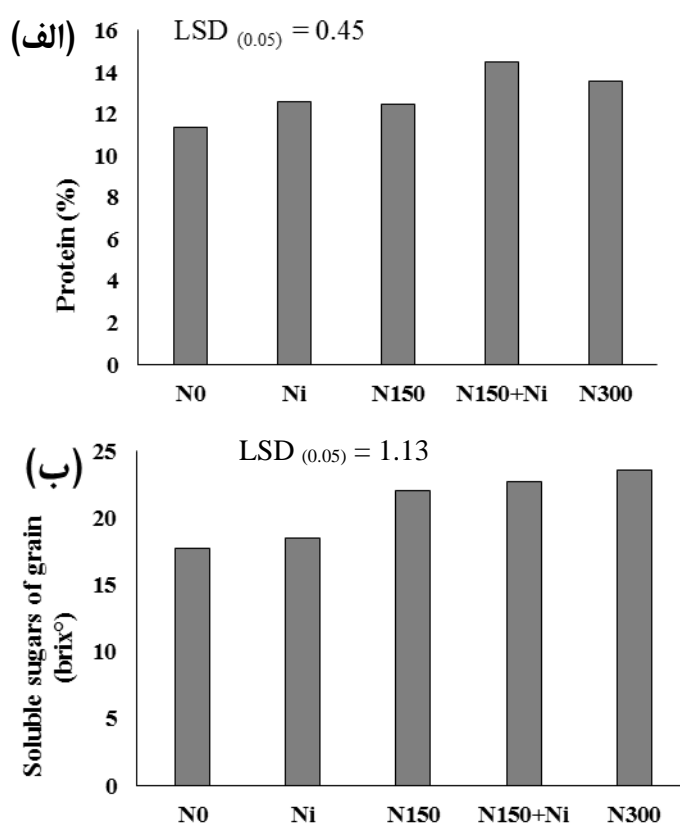 (الف)
LSD (0.05) = 0.45
Protein (%)
16
14
12
10
8
6
4
2
0
N0 Ni N150 N150+Ni N300
(ب)
LSD (0.05) = 1.13
Soluble sugars of grain
(brix°)
25
20
15
10
5
0
N0 Ni N150 N150+Ni N300